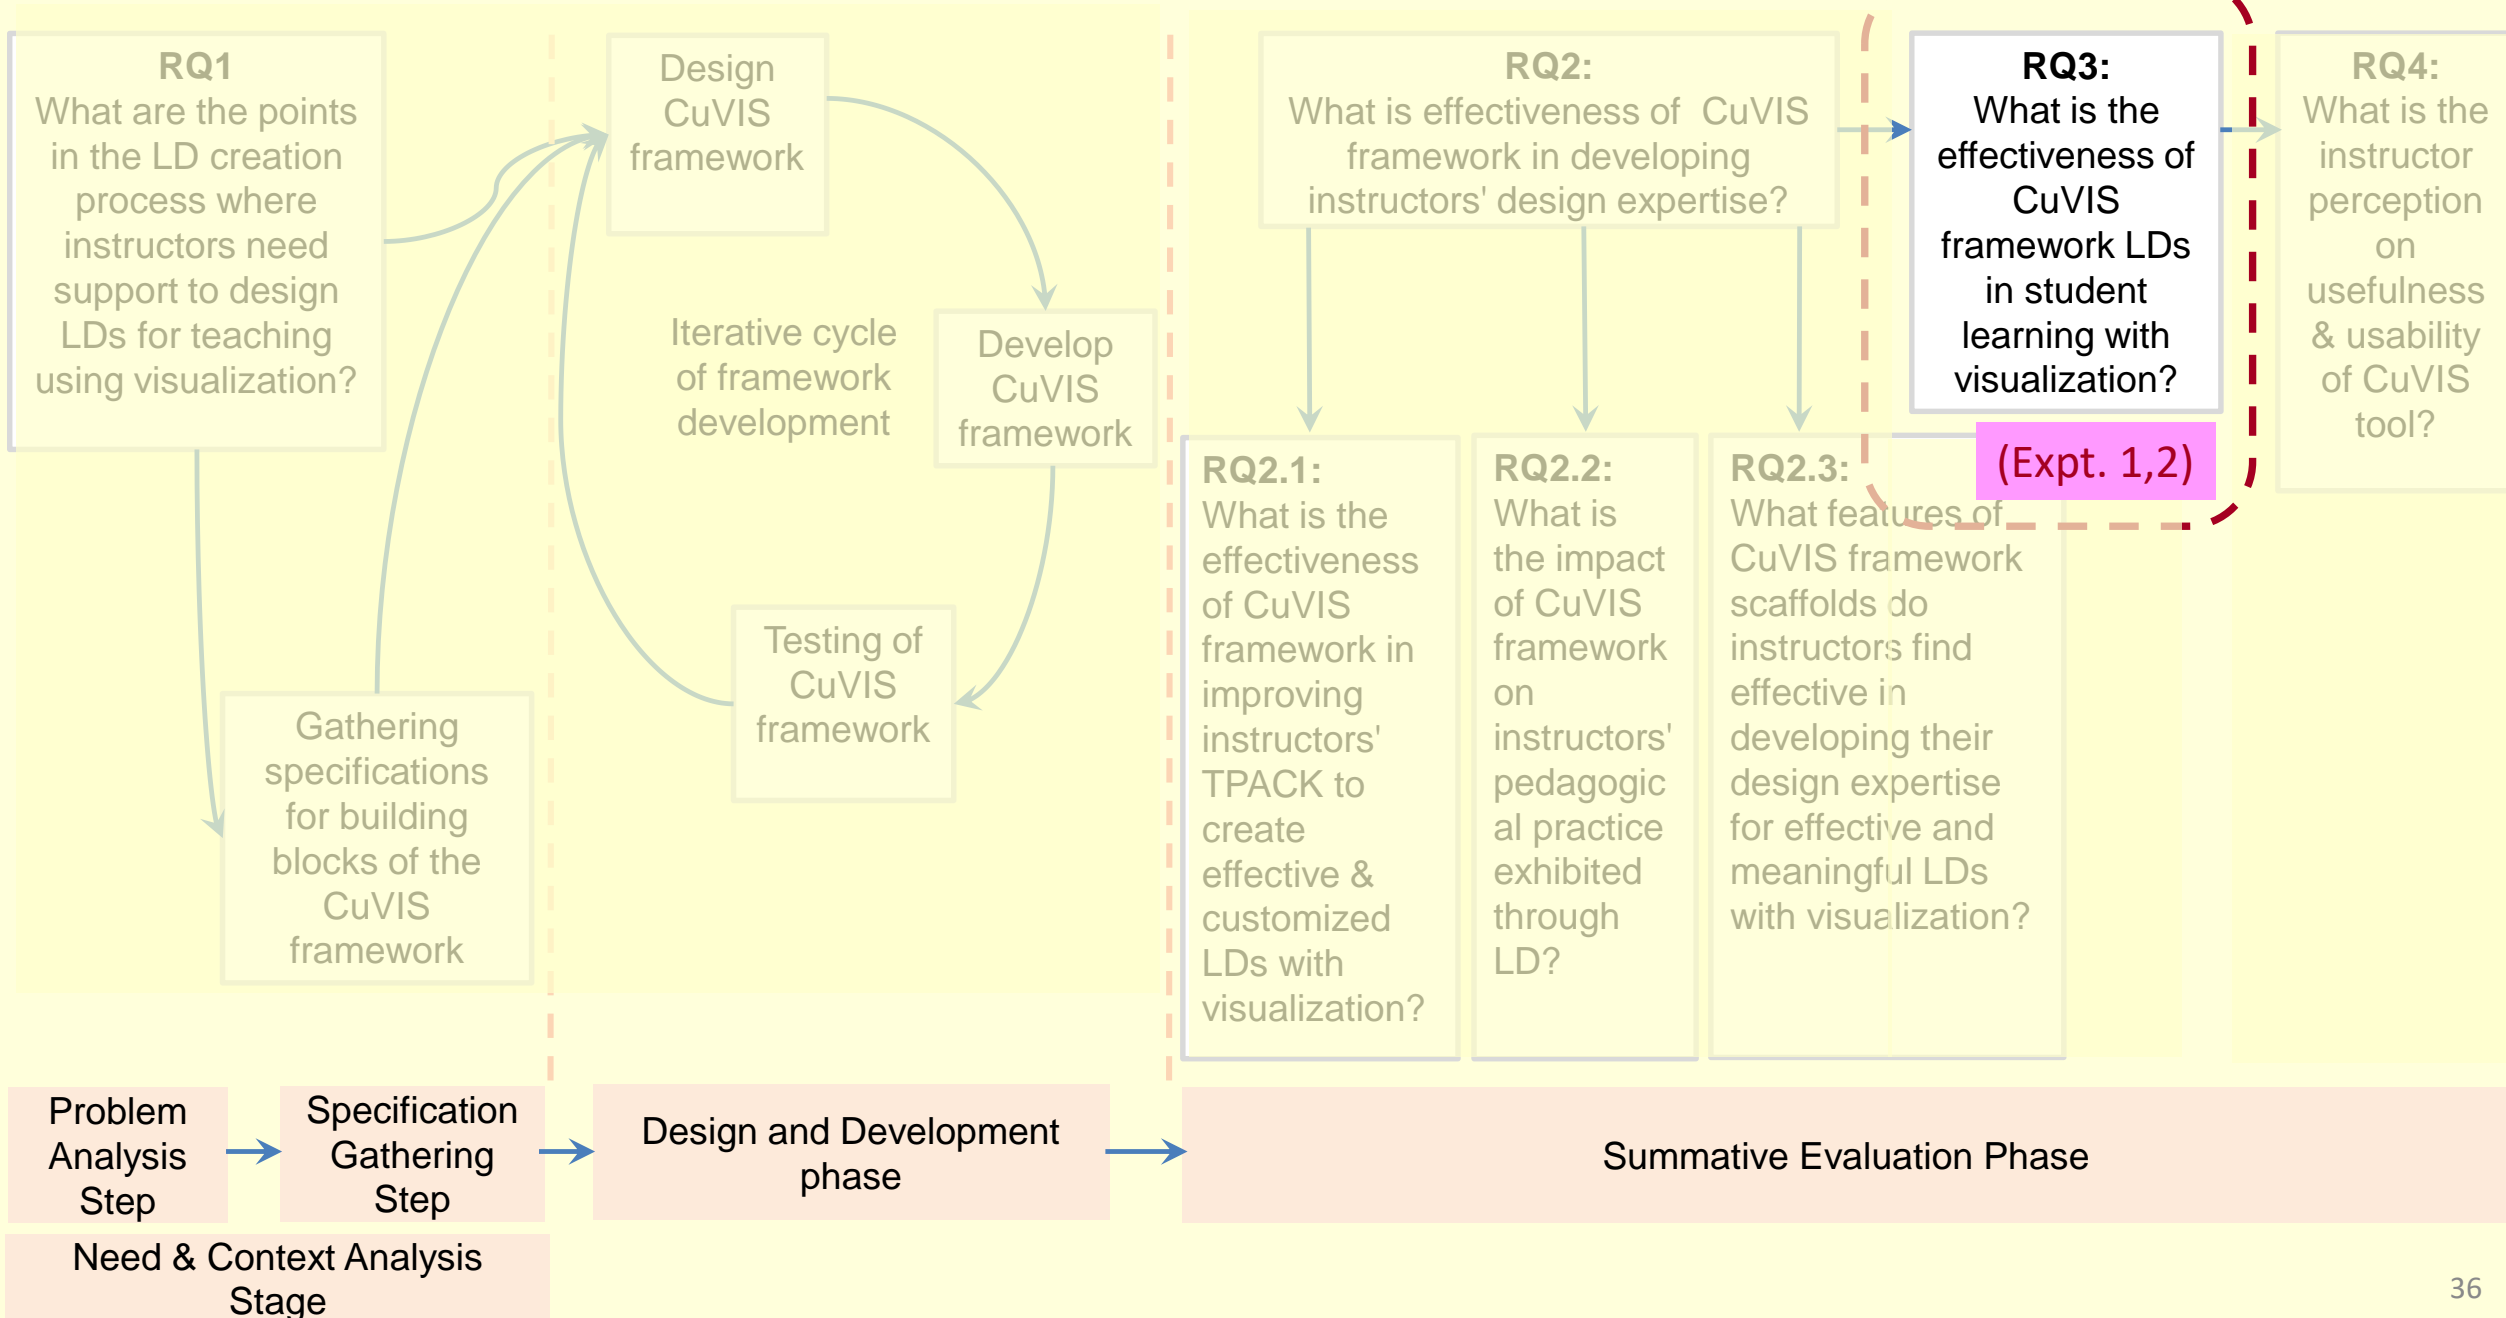 RQ1
What are the points
in the LD creation
process where
instructors need
support to design
LDs for teaching
using visualization?
Gathering
specifications
for building
blocks of the
CuVIS
framework
Design
CuVIS
framework
Iterative cycle
of framework
development
Develop
CuVIS
framework
Testing of
CuVIS
framework
RQ2:
What is effectiveness of CuVIS
framework in developing
instructors' design expertise?
RQ2.1:
What is the
effectiveness
of CuVIS
framework in
improving
instructors'
TPACK to
create
effective &
customized
LDs with
visualization?
RQ2.2:
What is
the impact
of CuVIS
framework
on
instructors'
pedagogic
al practice
exhibited
through
LD?
RQ2.3:
What features of
CuVIS framework
scaffolds do
instructors find
effective in
developing their
design expertise
for effective and
meaningful LDs
with visualization?
RQ3:
What is the
effectiveness of
CuVIS
framework LDs
in student
learning with
visualization?
(Expt. 1,2)
RQ4:
What is the
instructor
perception
on
usefulness
& usability
of CuVIS
tool?
Problem
Analysis
Step
Specification
Gathering
Step
Design and Development
phase
Summative Evaluation Phase
Need & Context Analysis
Stage
36